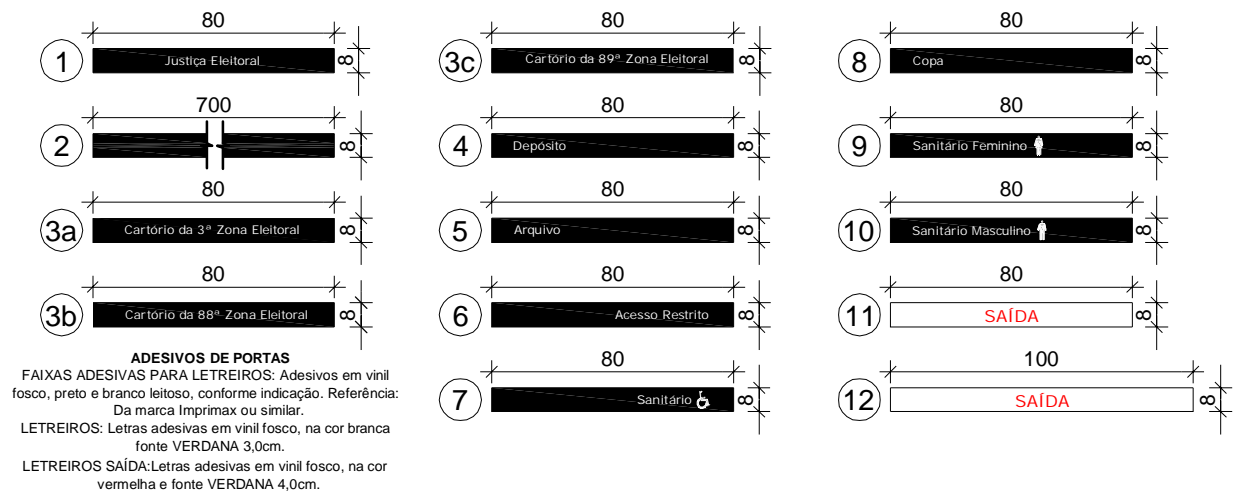 80
1
Justiça Eleitoral
8
700
2
8
80
3a
Cartório da 3ª Zona Eleitoral
8
80
3b
Cartório da 88ª Zona Eleitoral
8
ADESIVOS DE PORTAS
FAIXAS ADESIVAS PARA LETREIROS: Adesivos em vinil
fosco, preto e branco leitoso, conforme indicação. Referência:
Da marca Imprimax ou similar.
LETREIROS: Letras adesivas em vinil fosco, na cor branca
fonte VERDANA 3,0cm.
LETREIROS SAÍDA:Letras adesivas em vinil fosco, na cor
vermelha e fonte VERDANA 4,0cm.
80
3c
Cartório da 89ª Zona Eleitoral
8
80
4
Depósito
8
80
5
Arquivo
8
80
6
Acesso Restrito
8
80
7
Sanitário
8
80
8
Copa
8
80
9
Sanitário Feminino
8
80
10
Sanitário Masculino
8
80
11
SAÍDA
8
100
12
SAÍDA
8